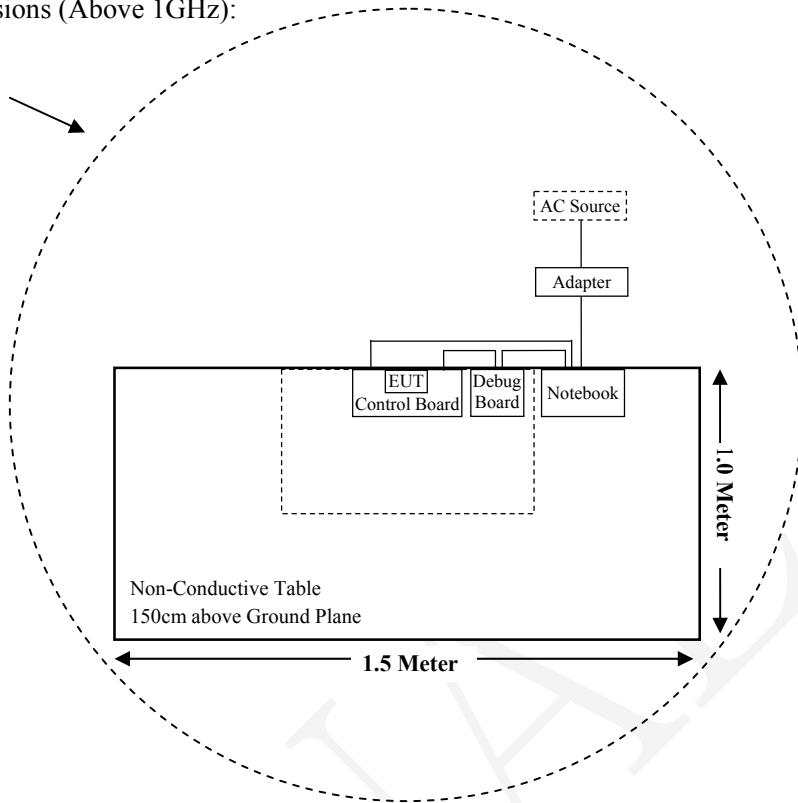 sions (Above 1GHz):
AC Source
Adapter
EUT
Control Board
Debug
Board
Notebook
1.0 Meter
Non-Conductive Table
150cm above Ground Plane
1.5 Meter